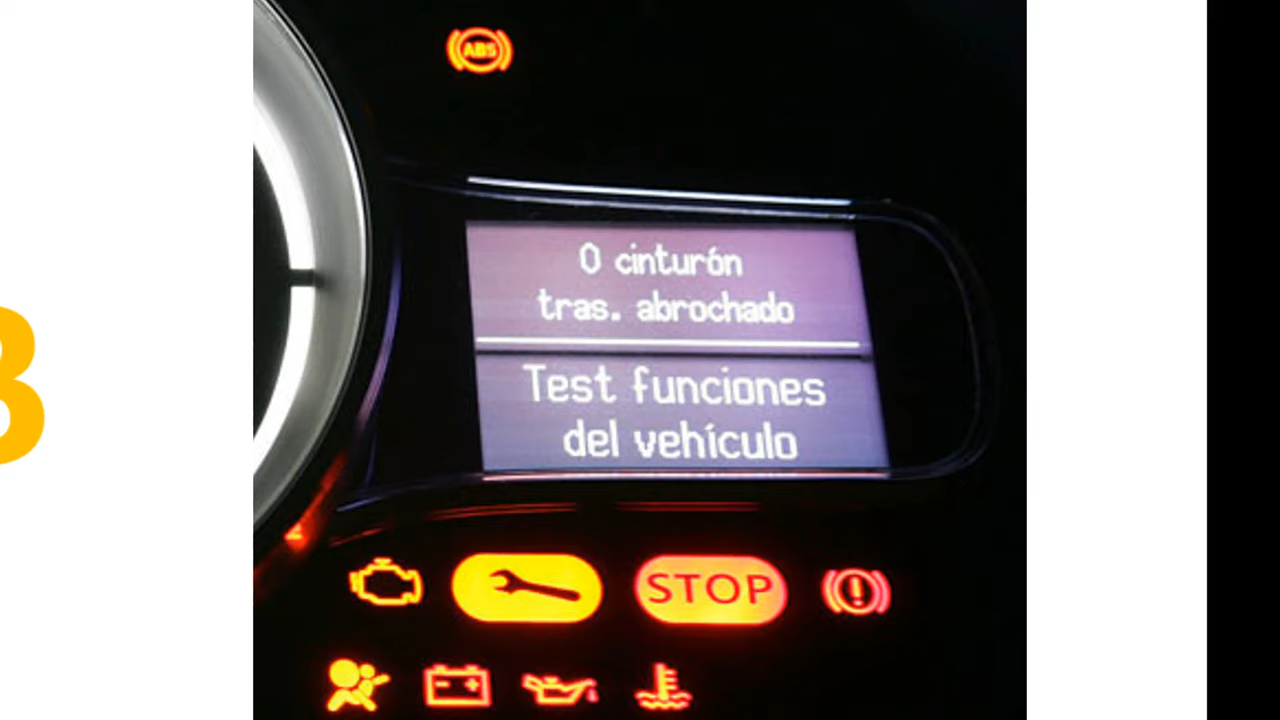 ABS
0 cinturón
tras. abrochado
Test funciones
del vehículo
STOP